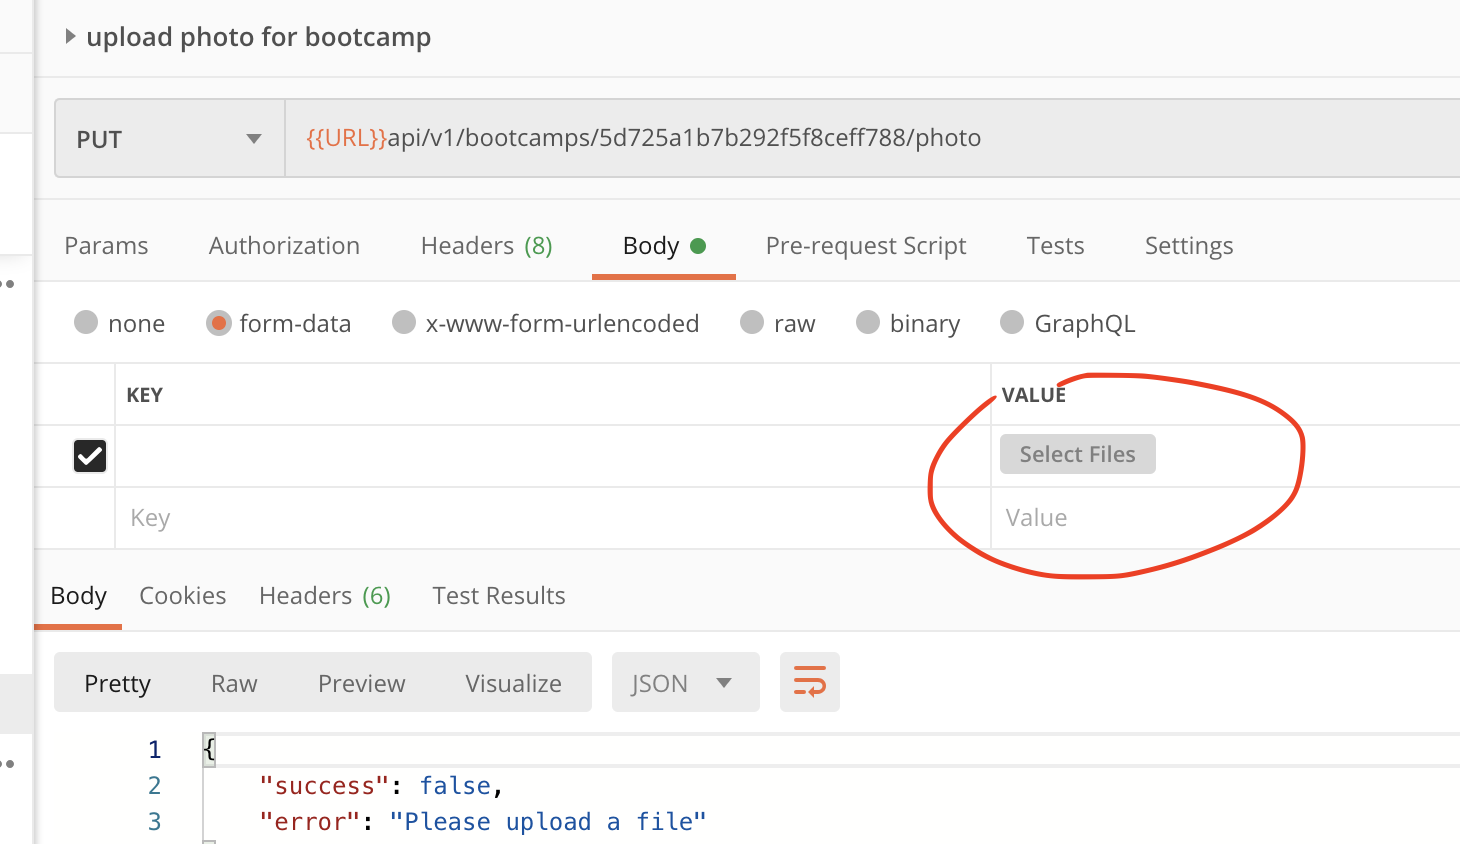 upload photo for bootcamp
PUT {{URL}}api/v1/bootcamps/5d725a1b7b292f5f8ceff788/photo
Params Authorization Headers (8) Body Pre-request Script Tests Settings
none form-data x-www-form-urlencoded raw binary GraphQL
KEY VALUE
Select Files
Key Value
Body Cookies Headers (6) Test Results
Pretty Raw Preview Visualize JSON
1 {
2 "success": false,
3 "error": "Please upload a file"